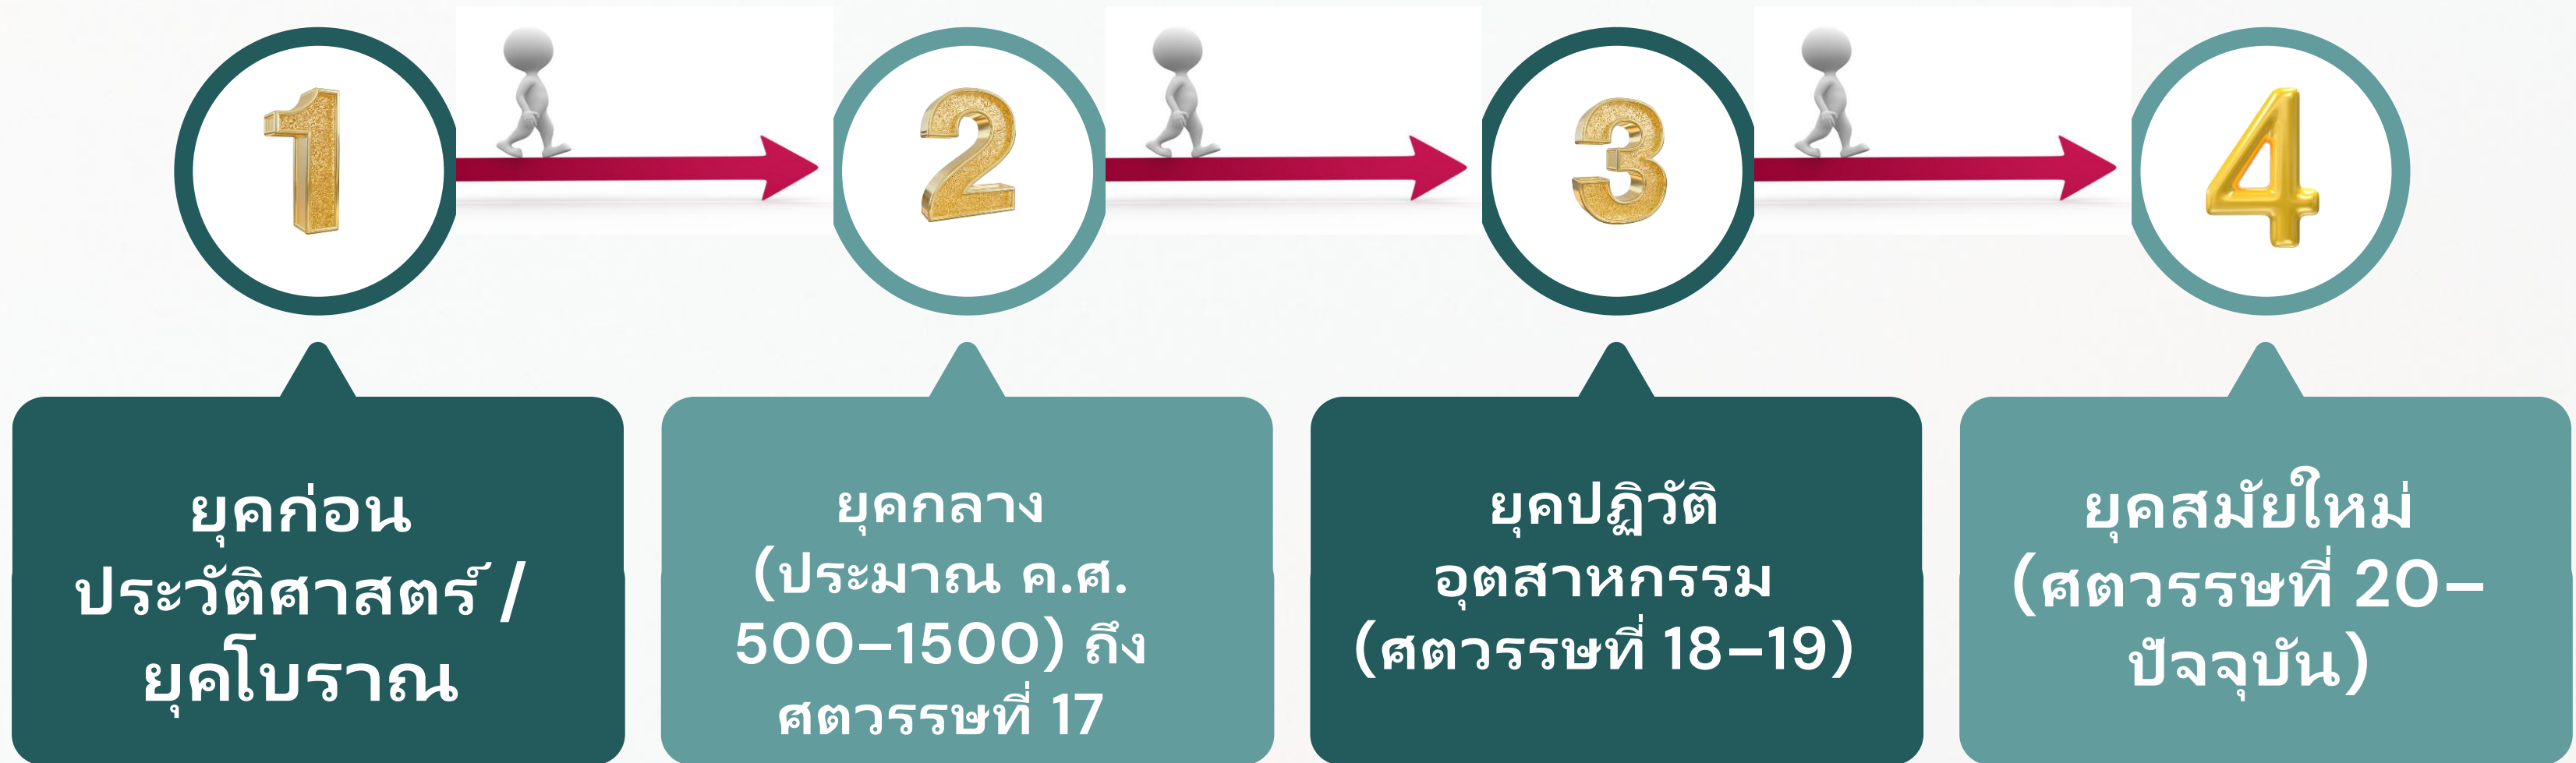 1
2
3
4
ยุคก่อน
ประวัติศาสตร์ /
ยุคโบราณ
ยุคกลาง
(ประมาณ ค.ศ.
500–1500) ถึง
ศตวรรษที่ 17
ยุคปฏิวัติ
อุตสาหกรรม
(ศตวรรษที่ 18–19)
ยุคสมัยใหม่
(ศตวรรษที่ 20–
ปัจจุบัน)